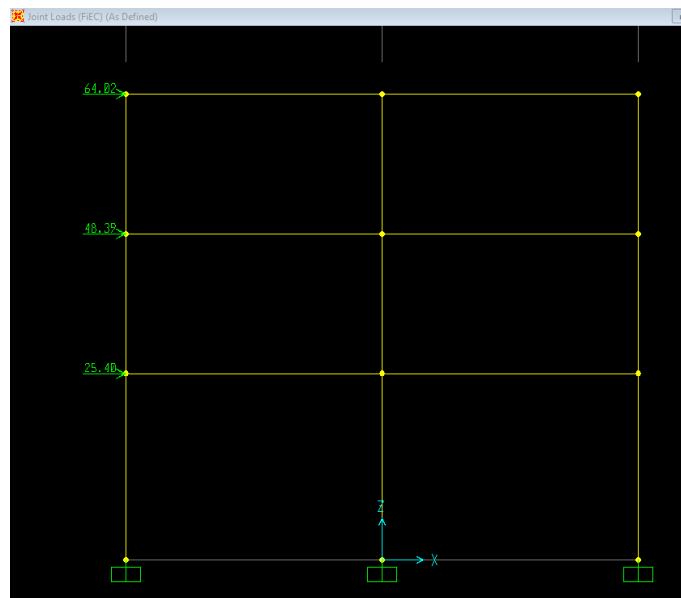 Joint Loads (FiEC) (As Defined)
64.02
48.39
25.40
Z
X